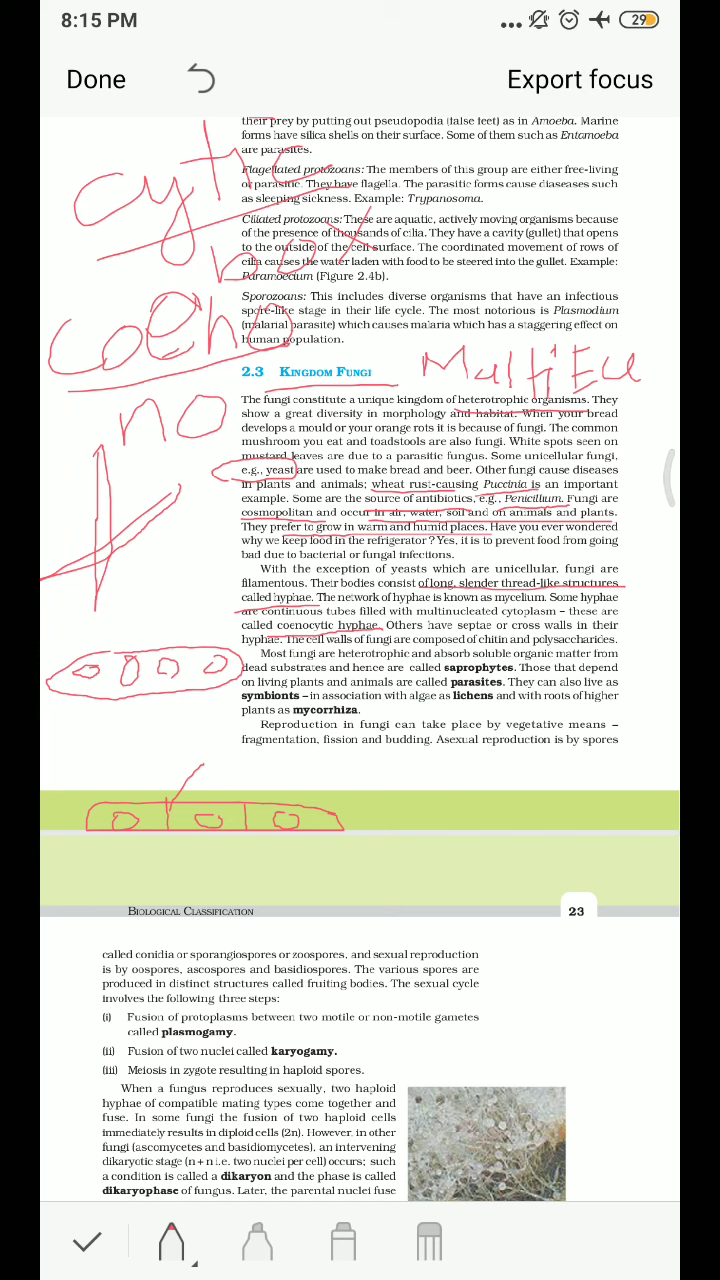 8:15 PM
... 29
Done
Export focus
their prey by putting out pseudopodia (false feet) as in Amoeba. Marine
forms have silica shells on their surface. Some of them such as Entamoeba
are parasites.
Flagellated protozoans: The members of this group are either free-living
or parasitic. They have flagella. The parasitic forms cause diaseases such
as sleeping sickness. Example: Trypanosoma.
Ciliated protozoans: These are aquatic, actively moving organisms because
of the presence of thousands of cilia. They have a cavity (gullet) that opens
to the outside of the cell surface. The coordinated movement of rows of
cilia causes the water laden with food to be steered into the gullet. Example:
Paramoecium (Figure 2.4b).
Sporozoans: This includes diverse organisms that have an infectious
spore-like stage in their life cycle. The most notorious is Plasmodium
(malarial parasite) which causes malaria which has a staggering effect on
human population.
2.3 KINGDOM FUNGI
The fungi constitute a unique kingdom of heterotrophic organisms. They
show a great diversity in morphology and habitat. When your bread
develops a mould or your orange rots it is because of fungi. The common
mushroom you eat and toadstools are also fungi. White spots seen on
mustard leaves are due to a parasitic fungus. Some unicellular fungi,
e.g., yeast are used to make bread and beer. Other fungi cause diseases
in plants and animals; wheat rust-causing Puccinia is an important
example. Some are the source of antibiotics, e.g., Penicillium. Fungi are
cosmopolitan and occur in air, water, soil and on animals and plants.
They prefer to grow in warm and humid places. Have you ever wondered
why we keep food in the refrigerator ? Yes, it is to prevent food from going
bad due to bacterial or fungal infections.
With the exception of yeasts which are unicellular, fungi are
filamentous. Their bodies consist of long, slender thread-like structures
called hyphae. The network of hyphae is known as mycelium. Some hyphae
are continuous tubes filled with multinucleated cytoplasm – these are
called coenocytic hyphae. Others have septae or cross walls in their
hyphae. The cell walls of fungi are composed of chitin and polysaccharides.
Most fungi are heterotrophic and absorb soluble organic matter from
dead substrates and hence are called saprophytes. Those that depend
on living plants and animals are called parasites. They can also live as
symbionts – in association with algae as lichens and with roots of higher
plants as mycorrhiza.
Reproduction in fungi can take place by vegetative means –
fragmentation, fission and budding. Asexual reproduction is by spores
box
no
BIOLOGICAL CLASSIFICATION
23
called conidia or sporangiospores or zoospores, and sexual reproduction
is by oospores, ascospores and basidiospores. The various spores are
produced in distinct structures called fruiting bodies. The sexual cycle
involves the following three steps:
(i) Fusion of protoplasms between two motile or non-motile gametes
called plasmogamy.
(ii) Fusion of two nuclei called karyogamy.
(iii) Meiosis in zygote resulting in haploid spores.
When a fungus reproduces sexually, two haploid
hyphae of compatible mating types come together and
fuse. In some fungi the fusion of two haploid cells
immediately results in diploid cells (2n). However, in other
fungi (ascomycetes and basidiomycetes), an intervening
dikaryotic stage (n + n i.e. two nuclei per cell) occurs; such
a condition is called a dikaryon and the phase is called
dikaryophase of fungus. Later, the parental nuclei fuse